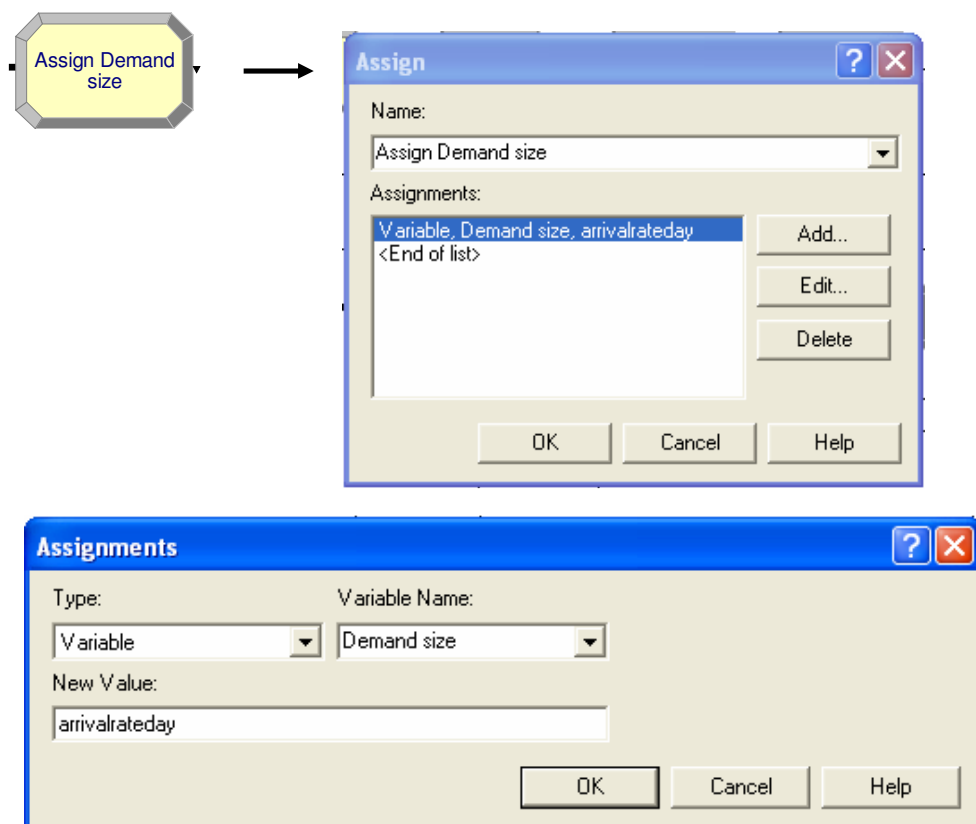 Assign Demand
size
Assign
Name:
Assign Demand size
Assignments:
Variable, Demand size, arrivalrateday
<End of list>
Add...
Edit...
Delete
OK Cancel Help
Assignments
Type: Variable Name:
Variable Demand size
New Value:
arrivalrateday
OK Cancel Help